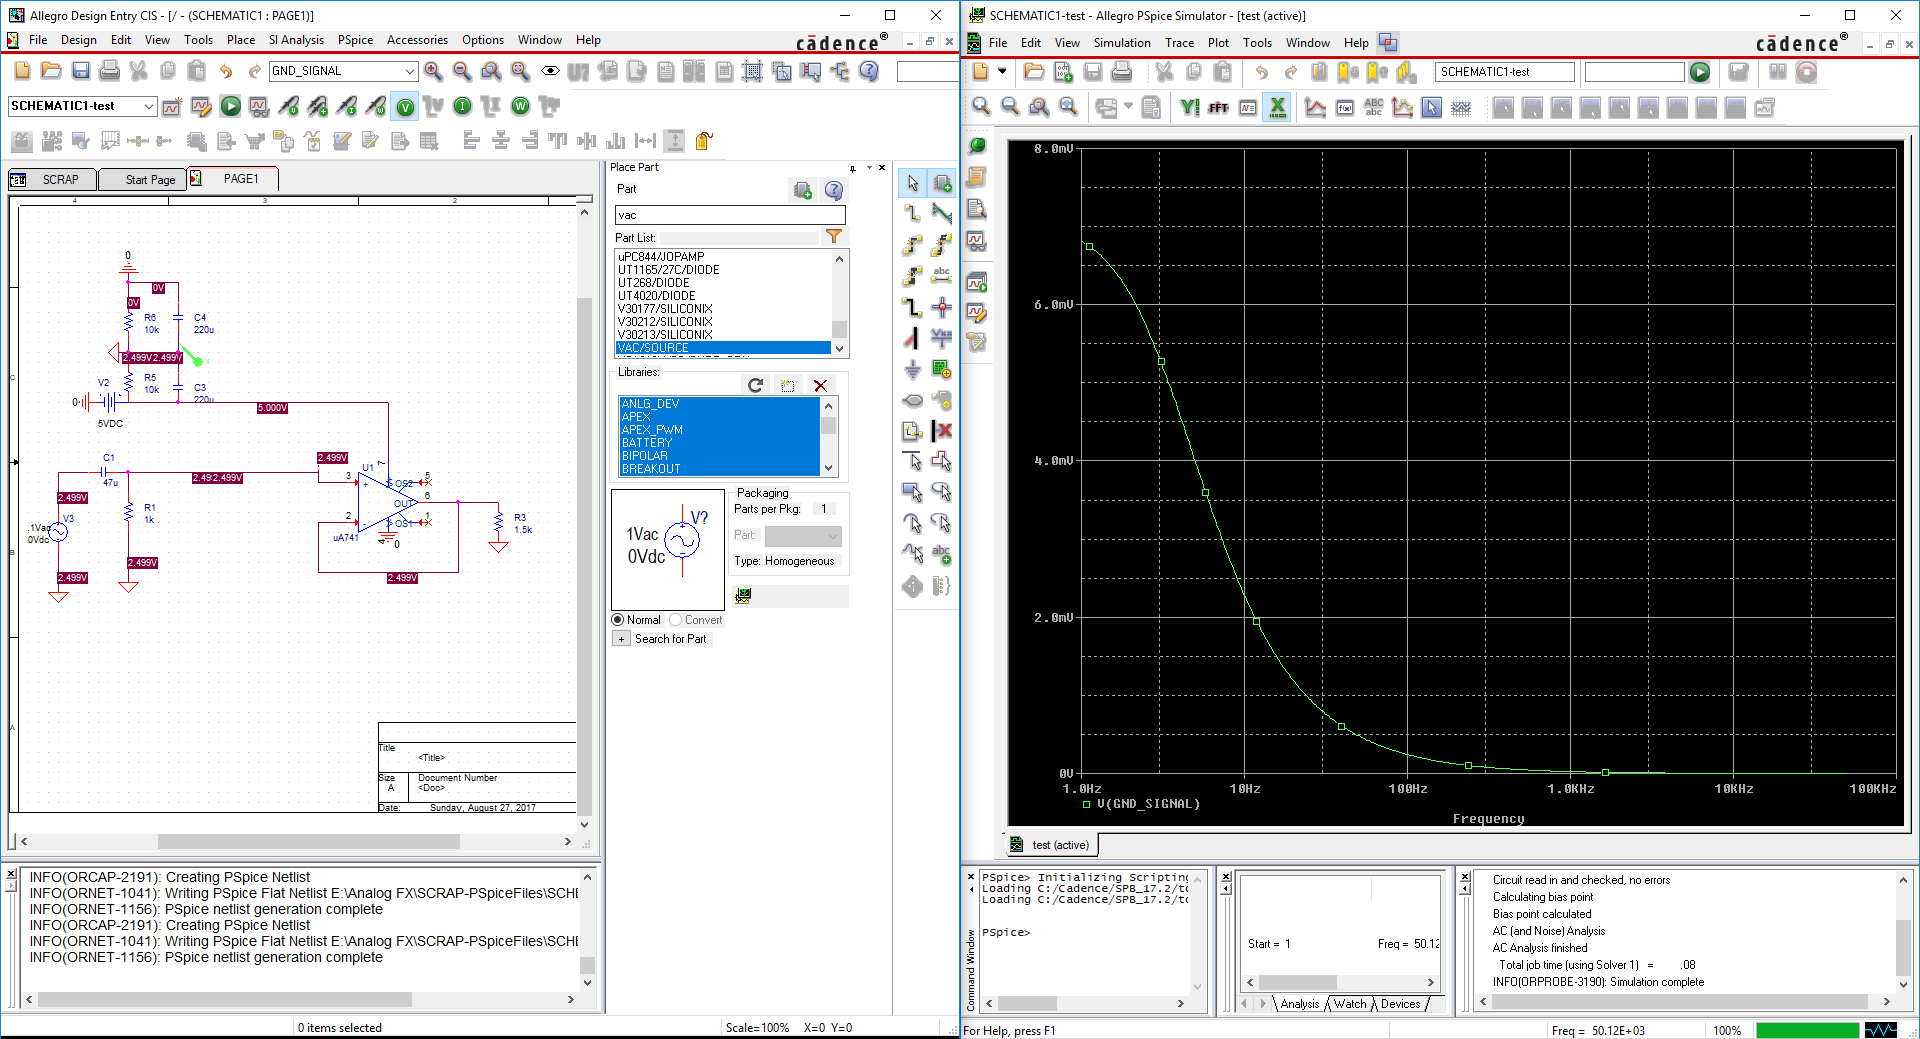 Allegro Design Entry CIS - [/ - (SCHEMATIC1 : PAGE1)]
File Design Edit View Tools Place SI Analysis PSpice Accessories Options Window Help
cādence®
GND_SIGNAL
SCHEMATIC1-test
SCRAP
Start Page
PAGE1
4 3 2
0
0V
0V
R6
10k
C4
220u
2.499V 2.499V
C
R5
10k
C3
220u
V2
0
5VDC
5.000V
C1
47u
2.499V
U1
7
3
+
OS2
5
2.499V
OUT
6
2.499V
R1
1k
V3
.1Vac
0Vdc
2
-
OS1
1
uA741
4
0
R3
1.5k
B
2.499V
2.499V
2.499V
A
Title
<Title>
Size
A
Document Number
<Doc>
Date:
Sunday, August 27, 2017
Place Part
Part
vac
Part List:
uPC844/JOPAMP
UT1165/27C/DIODE
UT268/DIODE
UT4020/DIODE
V30177/SILICONIX
V30212/SILICONIX
V30213/SILICONIX
VAC/SOURCE
Libraries:
ANLG_DEV
APEX
APEX_PWM
BATTERY
BIPOLAR
BREAKOUT
V?
1Vac
0Vdc
Packaging
Parts per Pkg: 1
Part:
Type: Homogeneous
Normal Convert
+ Search for Part
INFO(ORCAP-2191): Creating PSpice Netlist
INFO(ORNET-1041): Writing PSpice Flat Netlist E:\Analog FX\SCRAP-PSpiceFiles\SCHE
INFO(ORNET-1156): PSpice netlist generation complete
INFO(ORCAP-2191): Creating PSpice Netlist
INFO(ORNET-1041): Writing PSpice Flat Netlist E:\Analog FX\SCRAP-PSpiceFiles\SCHE
INFO(ORNET-1156): PSpice netlist generation complete
0 items selected
Scale=100% X=0 Y=0
SCHEMATIC1-test - Allegro PSpice Simulator - [test (active)]
File Edit View Simulation Trace Plot Tools Window Help
cādence®
SCHEMATIC1-test
8.0mV
6.0mV
4.0mV
2.0mV
0V
1.0Hz 10Hz 100Hz 1.0KHz 10KHz 100KHz
V(GND_SIGNAL)
Frequency
test (active)
Command Window
PSpice> Initializing Scripting
Loading C:/Cadence/SPB_17.2/to
Loading C:/Cadence/SPB_17.2/to
PSpice>
Start = 1 Freq = 50.12
Analysis Watch Devices
Circuit read in and checked, no errors
Calculating bias point
Bias point calculated
AC (and Noise) Analysis
AC Analysis finished
Total job time (using Solver 1) = .08
INFO(ORPROBE-3190): Simulation complete
For Help, press F1
Freq = 50.12E+03
100%